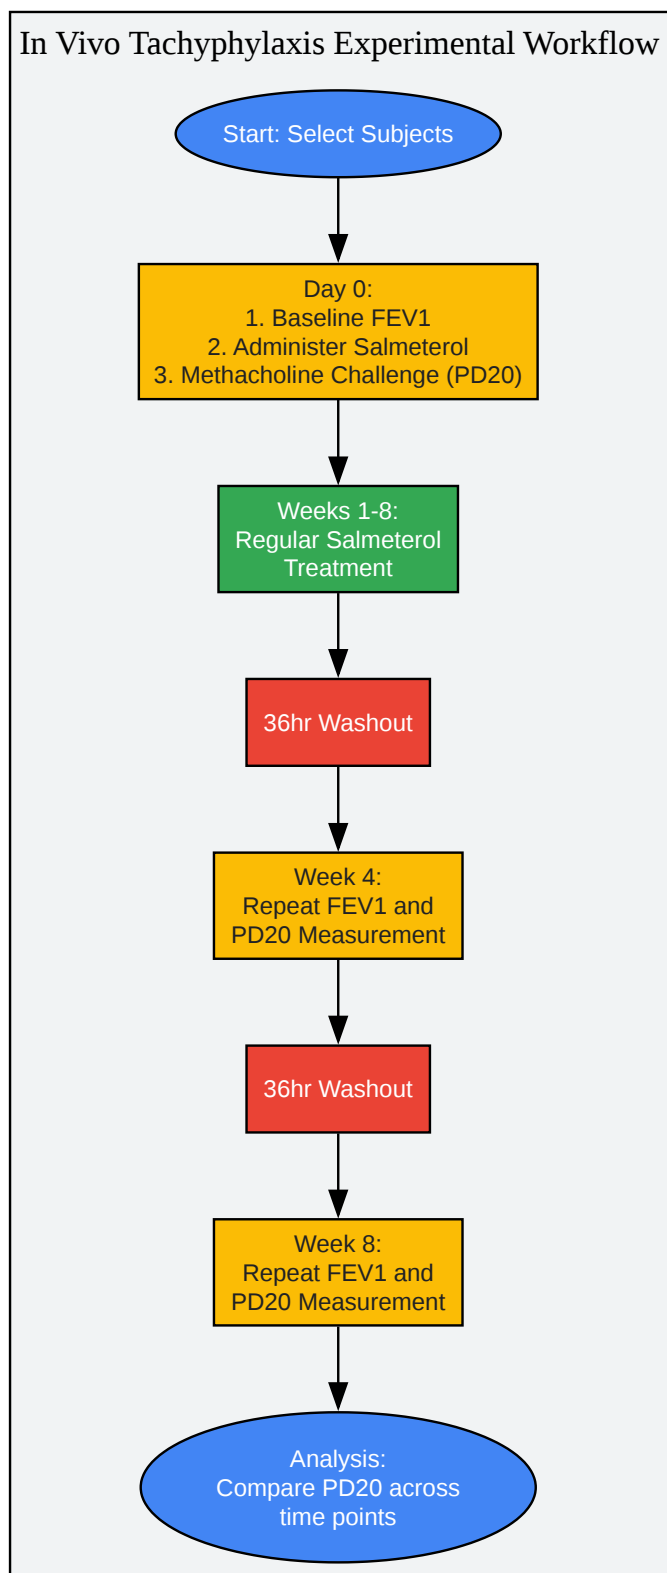 In Vivo Tachyphylaxis Experimental Workflow
Start: Select Subjects
Day 0:
1. Baseline FEV1
2. Administer Salmeterol
3. Methacholine Challenge (PD20)
Weeks 1-8:
Regular Salmeterol
Treatment
36hr Washout
Week 4:
Repeat FEV1 and
PD20 Measurement
36hr Washout
Week 8:
Repeat FEV1 and
PD20 Measurement
Analysis:
Compare PD20 across
time points